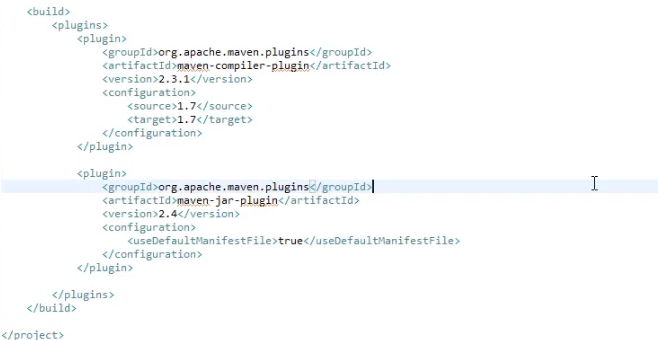 <build>
<plugins>
<plugin>
<groupId>org.apache.maven.plugins</groupId>
<artifactId>maven-compiler-plugin</artifactId>
<version>2.3.1</version>
<configuration>
<source>1.7</source>
<target>1.7</target>
</configuration>
</plugin>
<plugin>
<groupId>org.apache.maven.plugins</groupId>
<artifactId>maven-jar-plugin</artifactId>
<version>2.4</version>
<configuration>
<useDefaultManifestFile>true</useDefaultManifestFile>
</configuration>
</plugin>
</plugins>
</build>
</project>